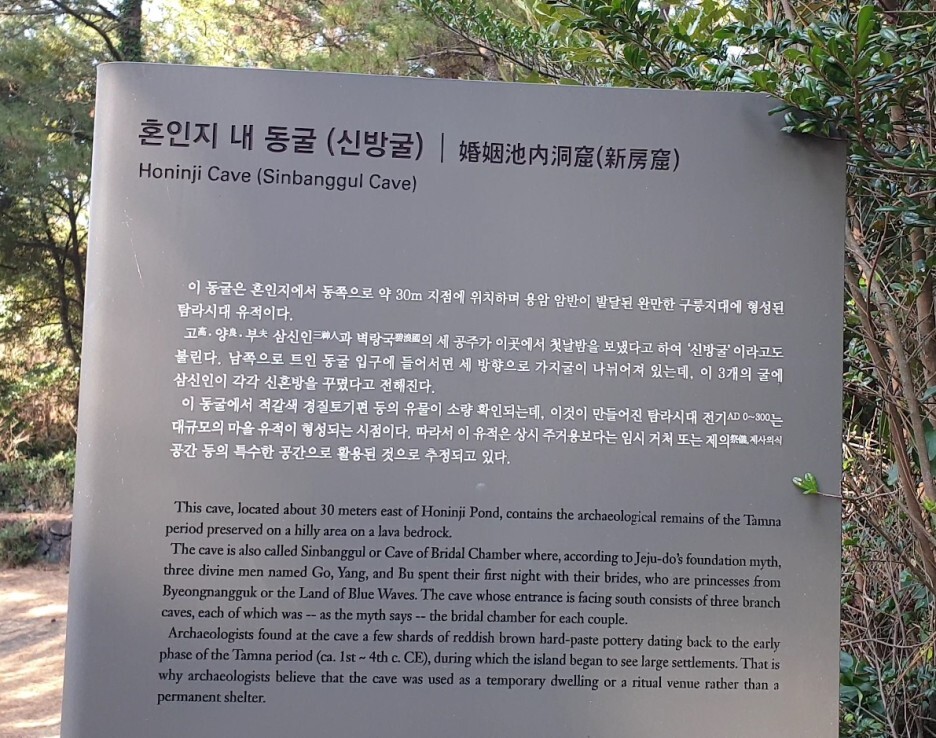 혼인지 내 동굴 (신방굴) | 婚姻池内洞窟(新房窟)
Honinji Cave (Sinbanggul Cave)
이 동굴은 혼인지에서 동쪽으로 약 30m 지점에 위치하며 용암 암반이 발달된 완만한 구릉지대에 형성된
탐라시대 유적이다.
고高·양良·부夫 삼신인三神人과 벽랑국碧浪國의 세 공주가 이곳에서 첫날밤을 보냈다고 하여 '신방굴'이라고도
불린다. 남쪽으로 트인 동굴 입구에 들어서면 세 방향으로 가지굴이 나뉘어져 있는데, 이 3개의 굴에
삼신인이 각각 신혼방을 꾸몄다고 전해진다.
이 동굴에서 적갈색 경질토기편 등의 유물이 소량 확인되는데, 이것이 만들어진 탐라시대 전기AD 0~300는
대규모의 마을 유적이 형성되는 시점이다. 따라서 이 유적은 상시 주거용보다는 임시 거처 또는 제의祭儀, 제사의식
공간 등의 특수한 공간으로 활용된 것으로 추정되고 있다.
This cave, located about 30 meters east of Honinji Pond, contains the archaeological remains of the Tamna
period preserved on a hilly area on a lava bedrock.
The cave is also called Sinbanggul or Cave of Bridal Chamber where, according to Jeju-do's foundation myth,
three divine men named Go, Yang, and Bu spent their first night with their brides, who are princesses from
Byeongnangguk or the Land of Blue Waves. The cave whose entrance is facing south consists of three branch
caves, each of which was -- as the myth says -- the bridal chamber for each couple.
Archaeologists found at the cave a few shards of reddish brown hard-paste pottery dating back to the early
phase of the Tamna period (ca. 1st ~ 4th c. CE), during which the island began to see large settlements. That is
why archaeologists believe that the cave was used as a temporary dwelling or a ritual venue rather than a
permanent shelter.